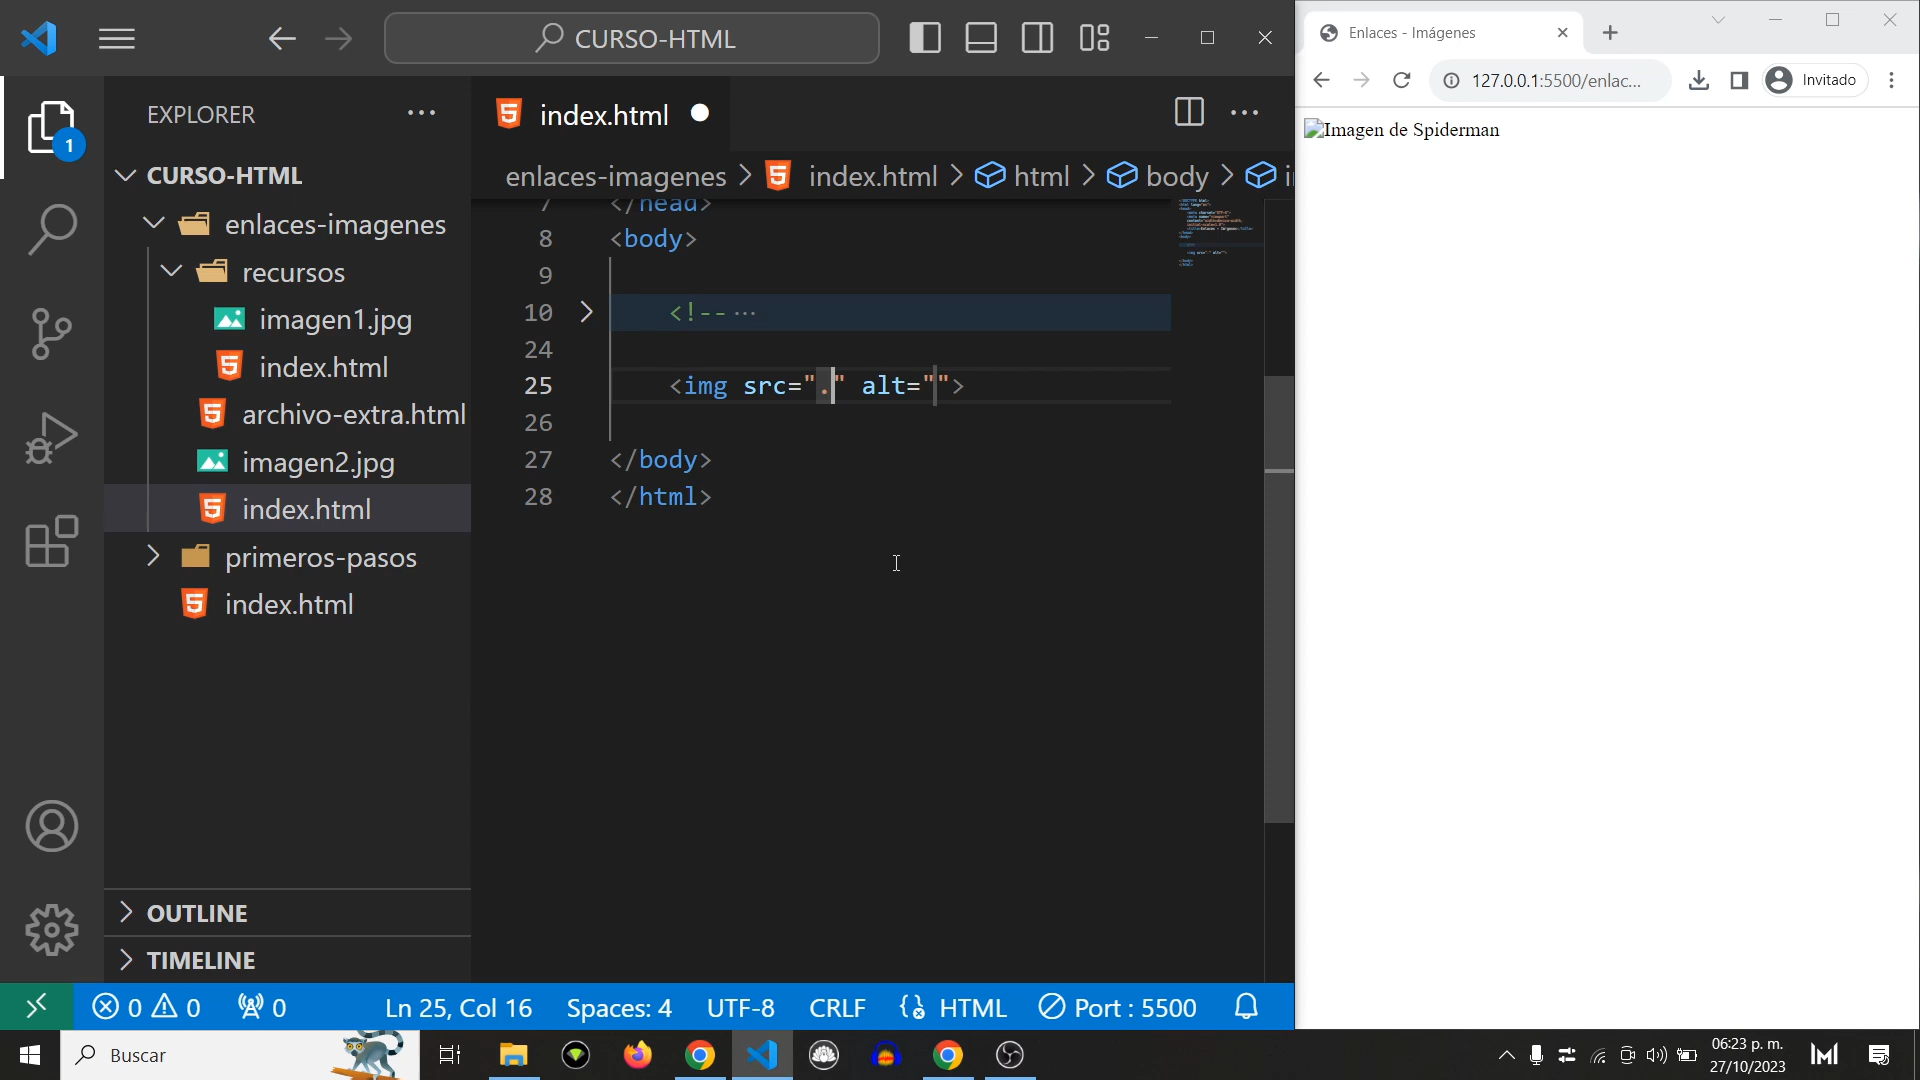 CURSO-HTML
Enlaces - Imágenes
127.0.0.1:5500/enlac...
Invitado
EXPLORER
index.html
1
CURSO-HTML
enlaces-imagenes > index.html > html > body >
enlaces-imagenes
recursos
imagen1.jpg
index.html
archivo-extra.html
imagen2.jpg
index.html
primeros-pasos
index.html
OUTLINE
TIMELINE
7 </head>
8 <body>
9
10 <!-- ...
24
25 <img src="." alt="">
26
27 </body>
28 </html>
Imagen de Spiderman
0 0 0 Ln 25, Col 16 Spaces: 4 UTF-8 CRLF HTML Port : 5500
Buscar
06:23 p. m.
27/10/2023